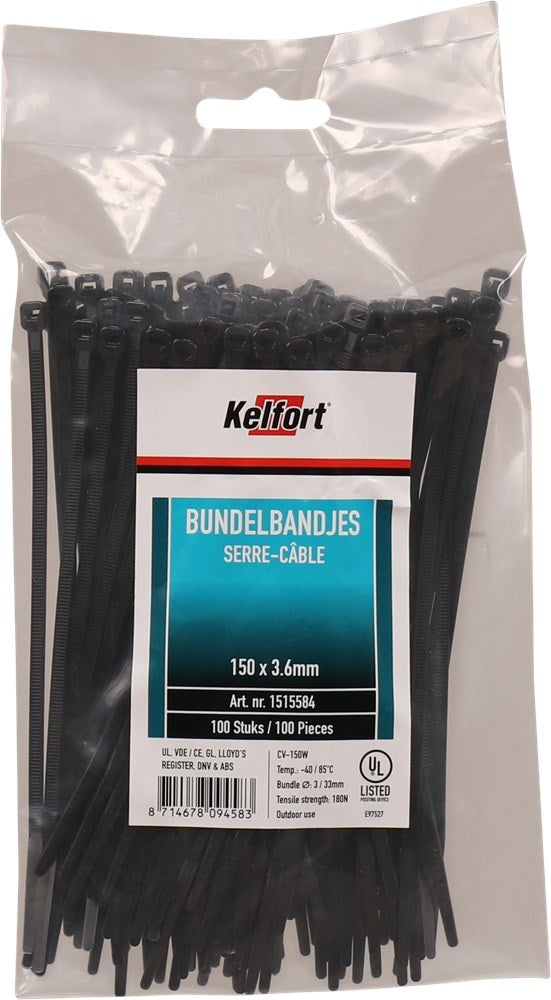 Kelfort®
BUNDELBANDJES
SERRE-CÂBLE
150 x 3.6mm
Art. nr. 1515584
100 Stuks / 100 Pieces
UL, VDE / CE, GL, LLOYD'S
REGISTER, DNV & ABS
8 714678 094583
CV-150W
Temp.: -40 / 85°C
Bundle Ø: 3 / 33mm
Tensile strength: 180N
Outdoor use
UL
LISTED
POSITING DEVICE
E97527